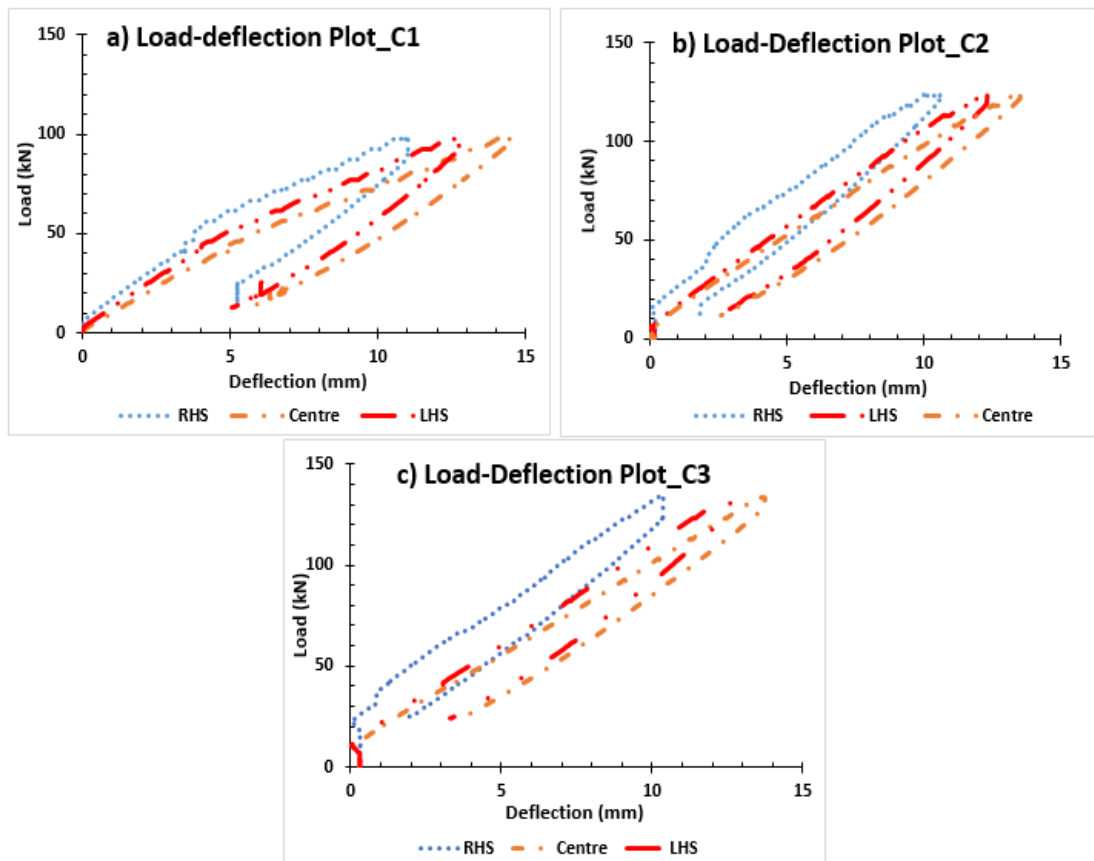 a) Load-deflection Plot_C1
150
100
50
0
0 5 10 15
Load (kN)
Deflection (mm)
RHS Centre LHS
b) Load-Deflection Plot_C2
150
100
50
0
0 5 10 15
Load (kN)
Deflection (mm)
RHS LHS Centre
c) Load-Deflection Plot_C3
150
100
50
0
0 5 10 15
Load (kN)
Deflection (mm)
RHS Centre LHS